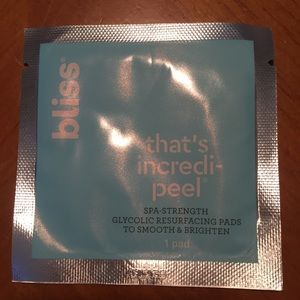 bliss®
that's
incredi-
peel
SPA-STRENGTH
GLYCOLIC RESURFACING PADS
TO SMOOTH & BRIGHTEN
1 pad